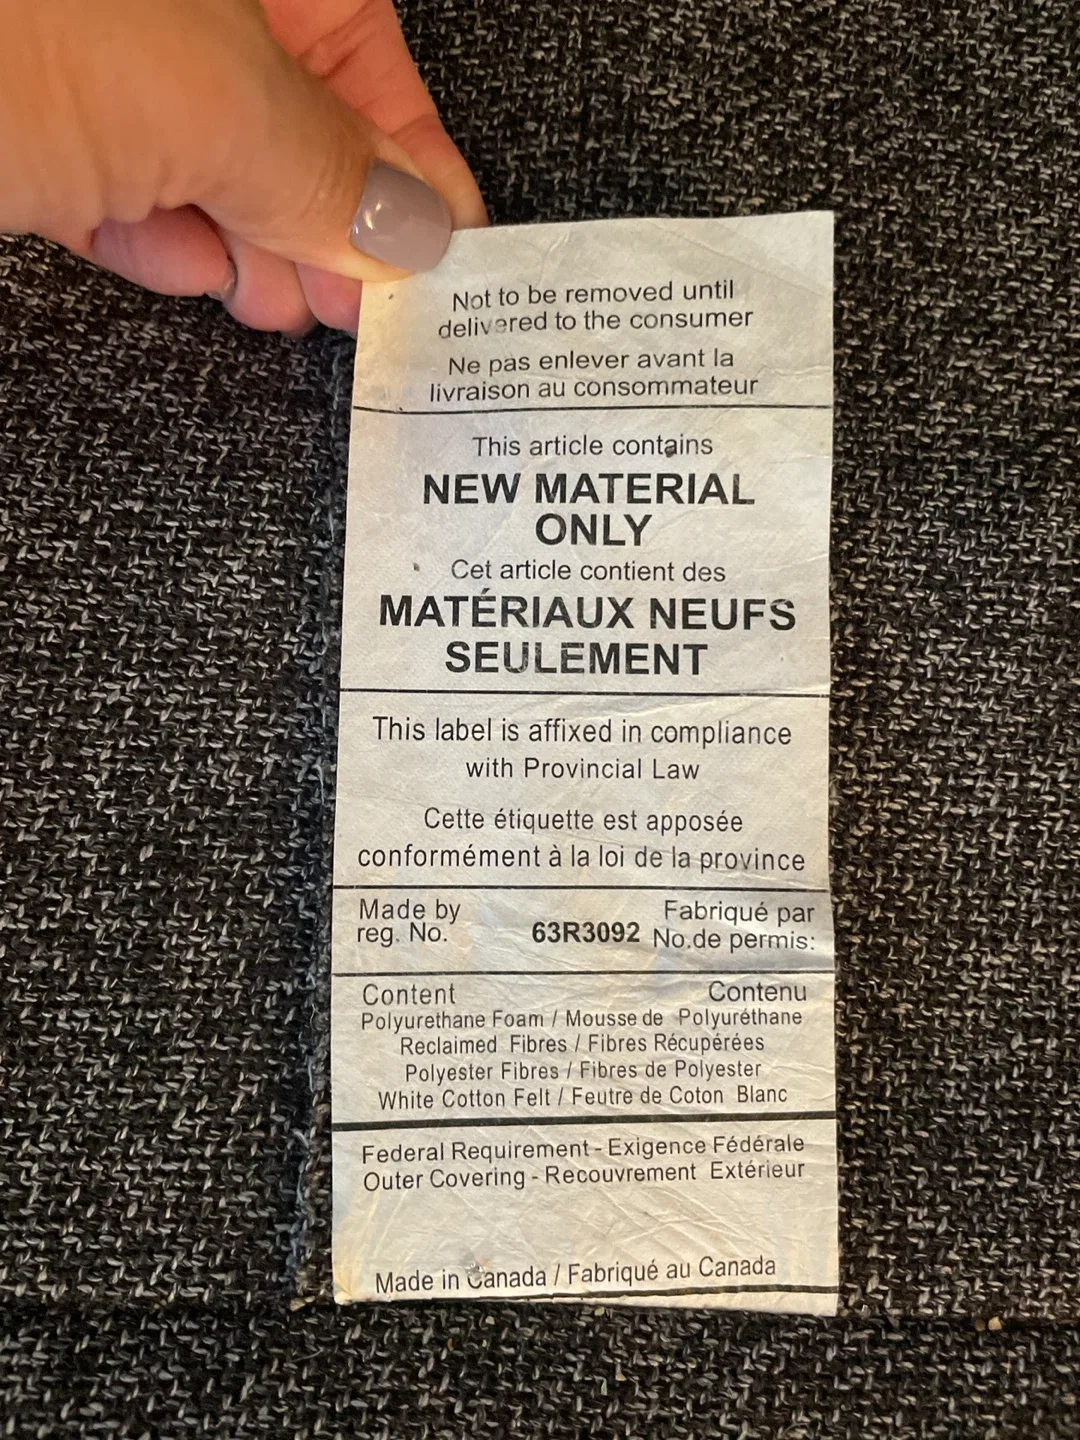 Not to be removed until
delivered to the consumer
Ne pas enlever avant la
livraison au consommateur
This article contains
NEW MATERIAL
ONLY
Cet article contient des
MATÉRIAUX NEUFS
SEULEMENT
This label is affixed in compliance
with Provincial Law
Cette étiquette est apposée
conformément à la loi de la province
Made by
reg. No.
63R3092
Fabriqué par
No.de permis:
Content Contenu
Polyurethane Foam / Mousse de Polyuréthane
Reclaimed Fibres / Fibres Récupérées
Polyester Fibres / Fibres de Polyester
White Cotton Felt / Feutre de Coton Blanc
Federal Requirement - Exigence Fédérale
Outer Covering - Recouvrement Extérieur
Made in Canada / Fabriqué au Canada